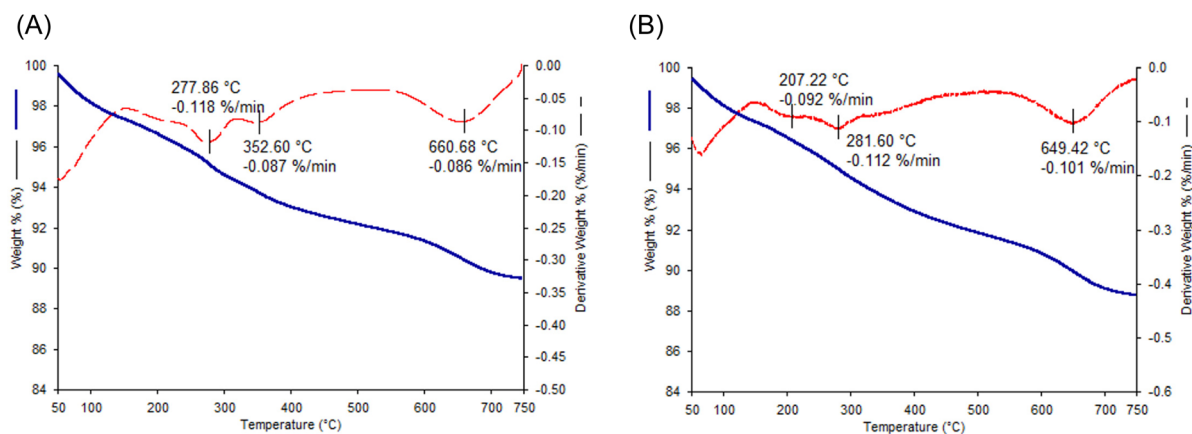 (A)
100
98
96
94
92
90
88
86
84
Weight % (%)
277.86 °C
-0.118 %/min
352.60 °C
-0.087 %/min
660.68 °C
-0.086 %/min
0.00
-0.05
-0.10
-0.15
-0.20
-0.25
-0.30
-0.35
-0.40
-0.45
-0.50
Derivative Weight % (%/min)
50 100 200 300 400 500 600 700 750
Temperature (°C)
(B)
100
98
96
94
92
90
88
86
84
Weight % (%)
207.22 °C
-0.092 %/min
281.60 °C
-0.112 %/min
649.42 °C
-0.101 %/min
0.0
-0.1
-0.2
-0.3
-0.4
-0.5
-0.6
Derivative Weight % (%/min)
50 100 200 300 400 500 600 700 750
Temperature (°C)